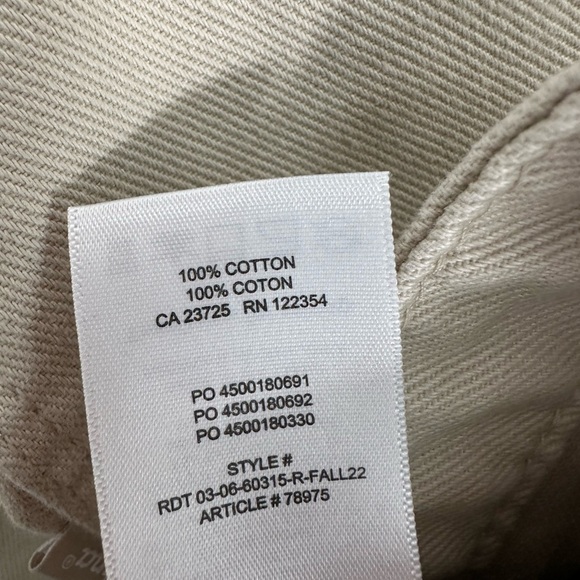 100% COTTON
100% COTON
CA 23725 RN 122354
PO 4500180691
PO 4500180692
PO 4500180330
STYLE #
RDT 03-06-60315-R-FALL22
ARTICLE # 78975